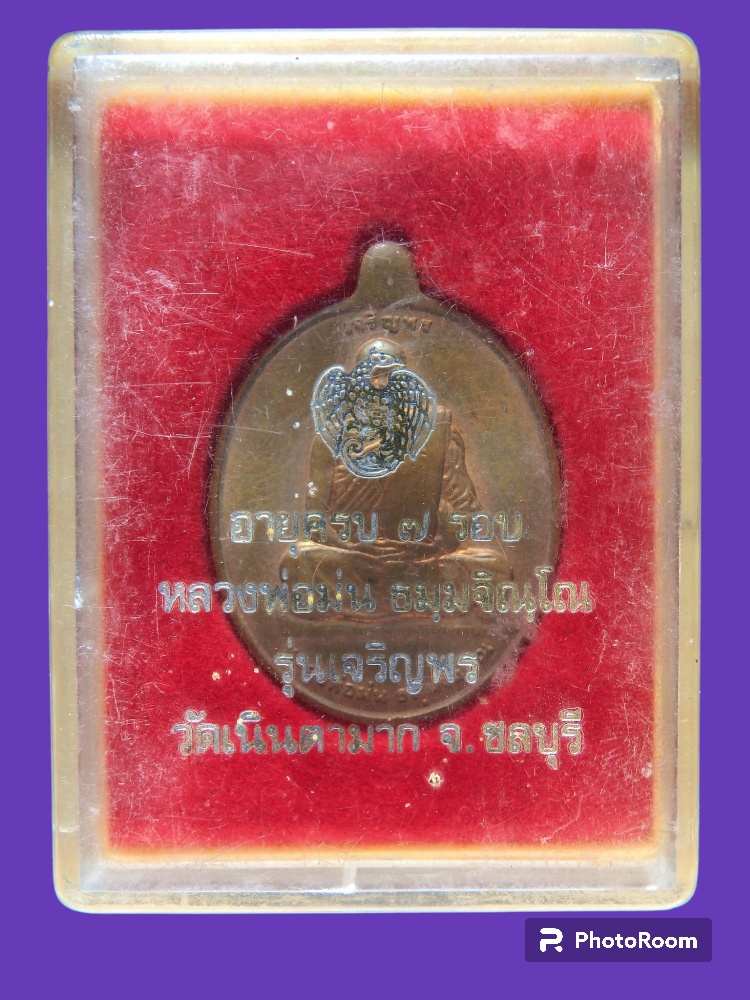 เจริญพร
อายุครบ ๗ รอบ
หลวงพ่อม่น ธมฺมจิณฺโณ
รุ่นเจริญพร
วัดเนินตามาก จ.ชลบุรี
PhotoRoom